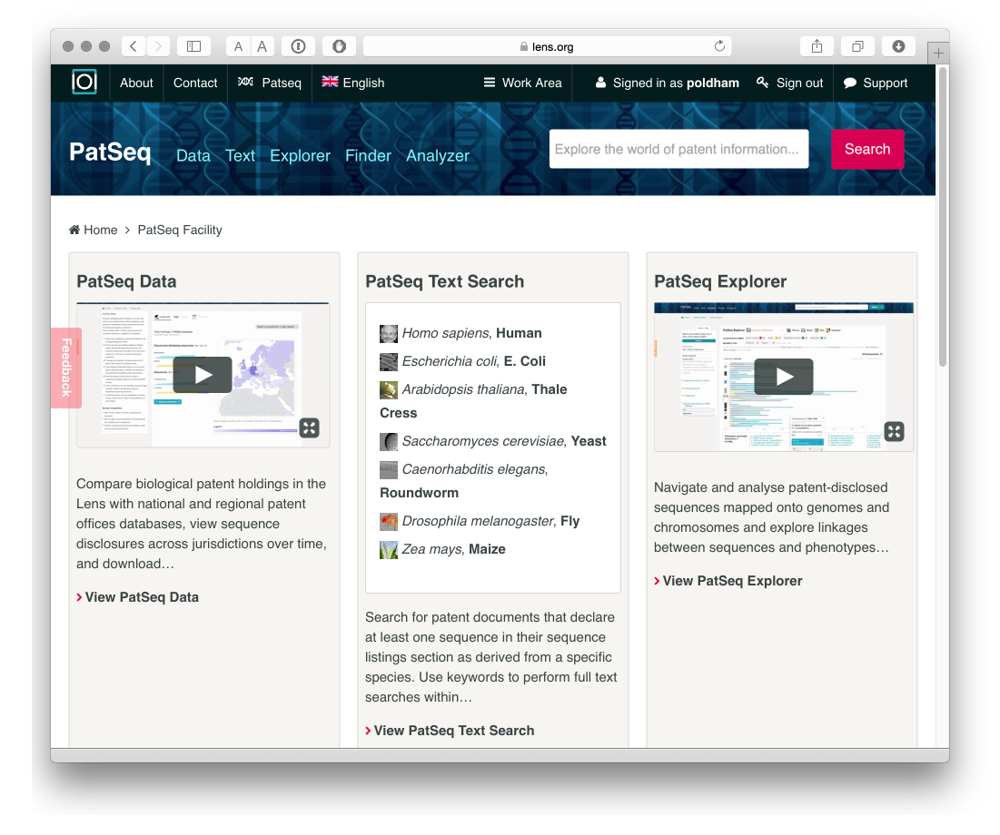 A A
lens.org
About Contact Patseq English Work Area Signed in as poldham Sign out Support
PatSeq Data Text Explorer Finder Analyzer Explore the world of patent information... Search
Home > PatSeq Facility
Feedback
PatSeq Data
Compare biological patent holdings in the
Lens with national and regional patent
offices databases, view sequence
disclosures across jurisdictions over time,
and download…
View PatSeq Data
PatSeq Text Search
Homo sapiens, Human
Escherichia coli, E. Coli
Arabidopsis thaliana, Thale
Cress
Saccharomyces cerevisiae, Yeast
Caenorhabditis elegans,
Roundworm
Drosophila melanogaster, Fly
Zea mays, Maize
Search for patent documents that declare
at least one sequence in their sequence
listings section as derived from a specific
species. Use keywords to perform full text
searches within…
View PatSeq Text Search
PatSeq Explorer
Navigate and analyse patent-disclosed
sequences mapped onto genomes and
chromosomes and explore linkages
between sequences and phenotypes…
View PatSeq Explorer